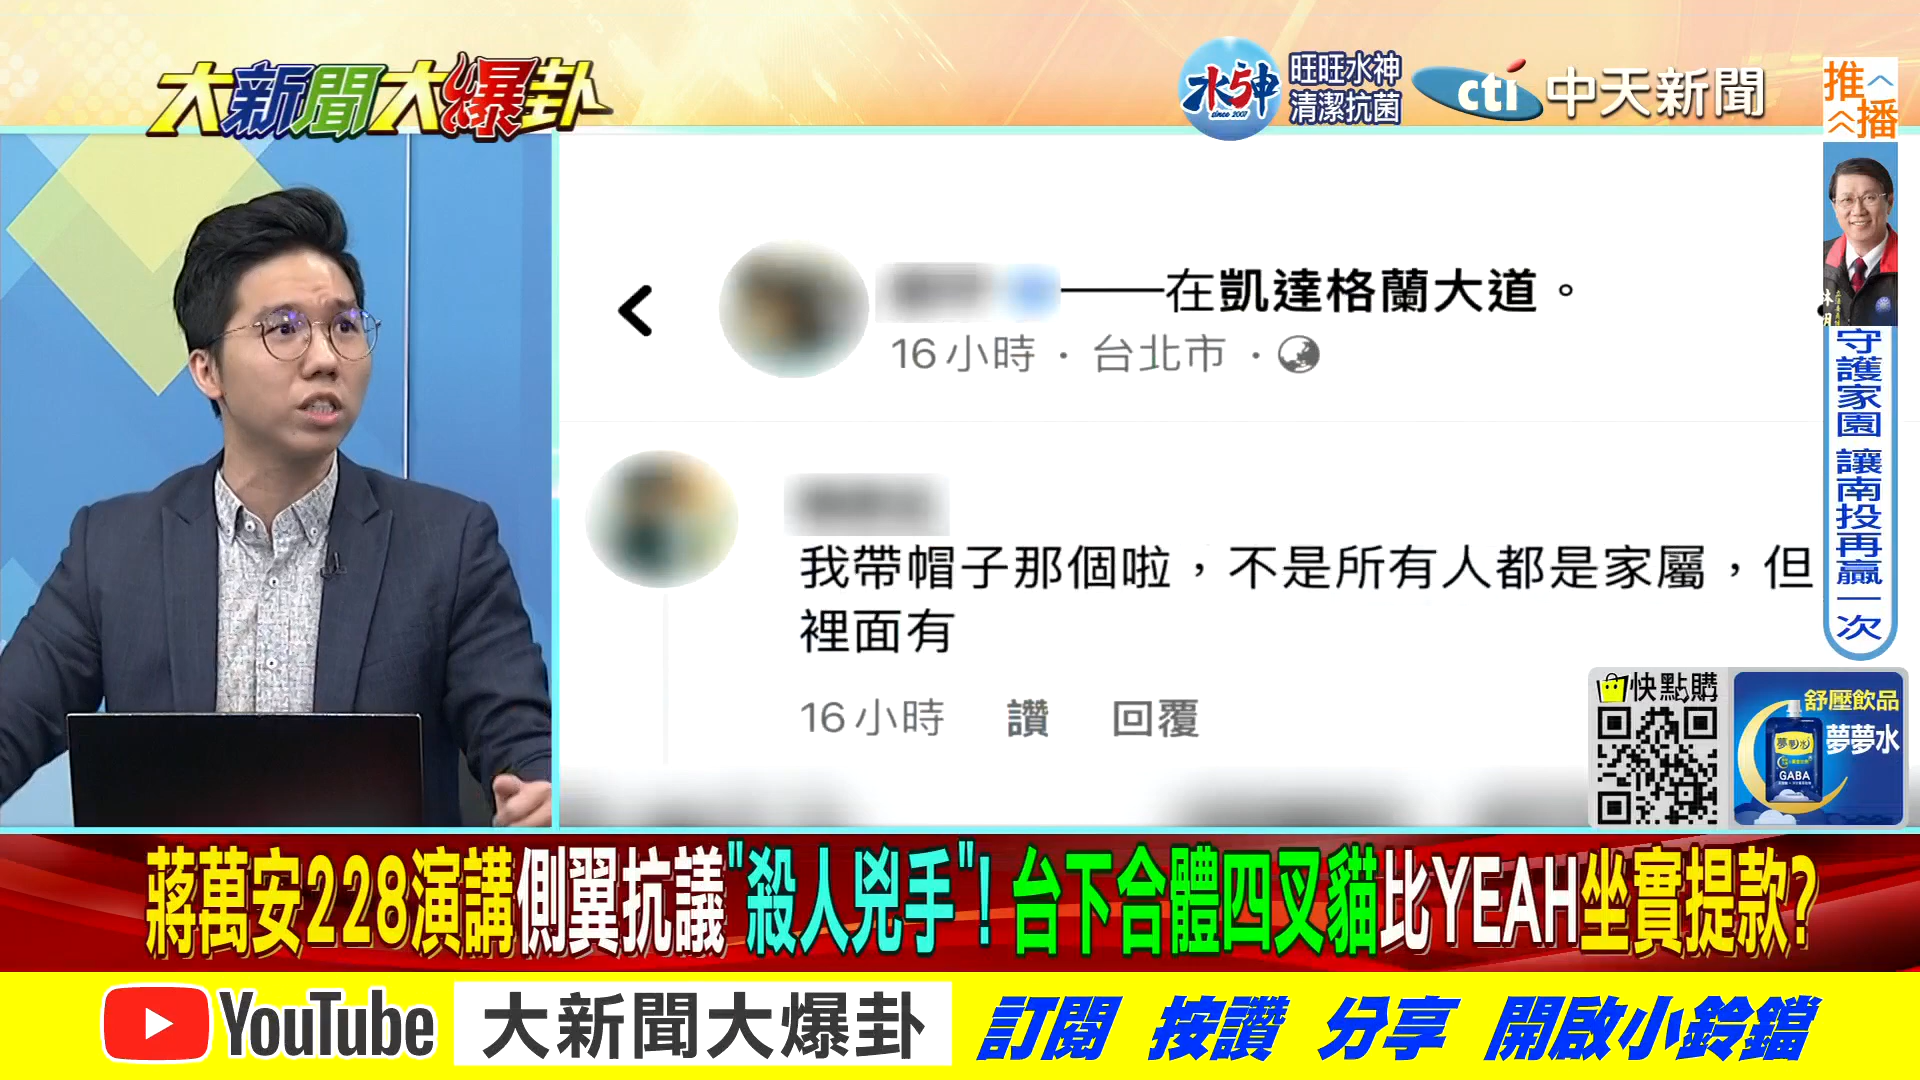 大新聞大爆卦
水神
since 2007
旺旺水神
清潔抗菌
cti 中天新聞
推播
——在凱達格蘭大道。
16小時 · 台北市 ·
我帶帽子那個啦，不是所有人都是家屬，但
裡面有
16小時 讚 回覆
守護家園 讓南投再贏一次
快點購
舒壓飲品
夢夢水
夢夢水
GABA
蔣萬安228演講側翼抗議"殺人兇手"! 台下合體四叉貓比YEAH坐實提款?
YouTube 大新聞大爆卦 訂閱 按讚 分享 開啟小鈴鐺